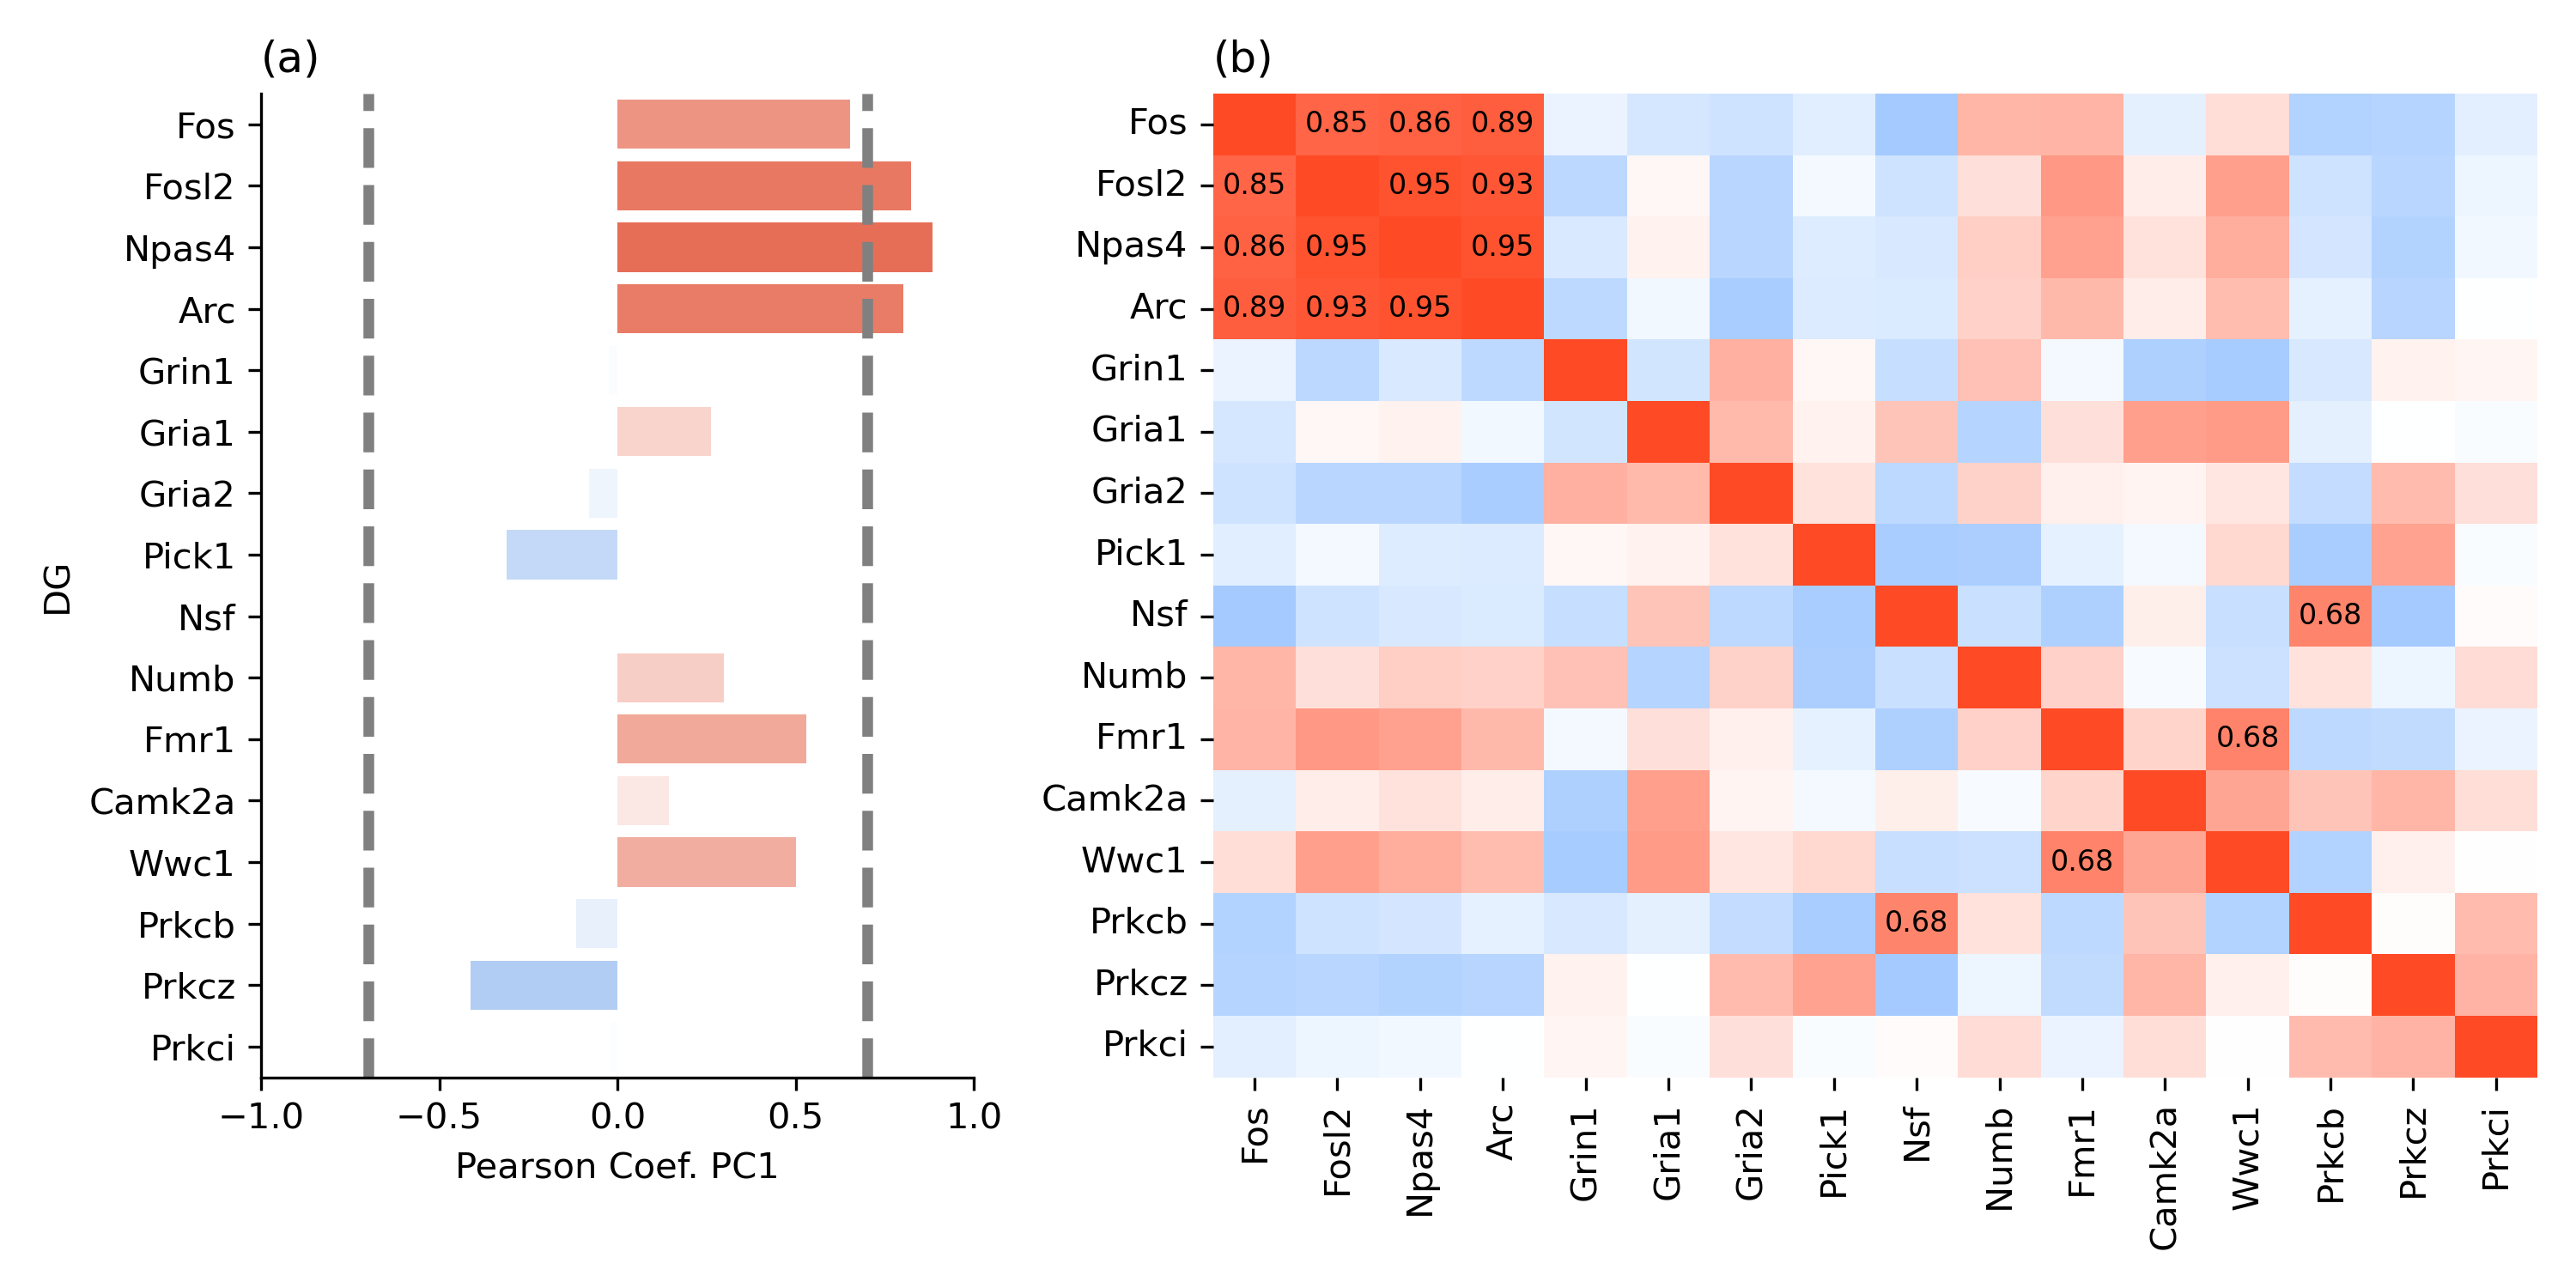 (a)
DG
Fos
Fosl2
Npas4
Arc
Grin1
Gria1
Gria2
Pick1
Nsf
Numb
Fmr1
Camk2a
Wwc1
Prkcb
Prkcz
Prkci
−1.0 −0.5 0.0 0.5 1.0
Pearson Coef. PC1
(b)
Fos 0.85 0.86 0.89
Fosl2 0.85 0.95 0.93
Npas4 0.86 0.95 0.95
Arc 0.89 0.93 0.95
Grin1
Gria1
Gria2
Pick1
Nsf 0.68
Numb
Fmr1 0.68
Camk2a
Wwc1 0.68
Prkcb 0.68
Prkcz
Prkci
Fos
Fosl2
Npas4
Arc
Grin1
Gria1
Gria2
Pick1
Nsf
Numb
Fmr1
Camk2a
Wwc1
Prkcb
Prkcz
Prkci